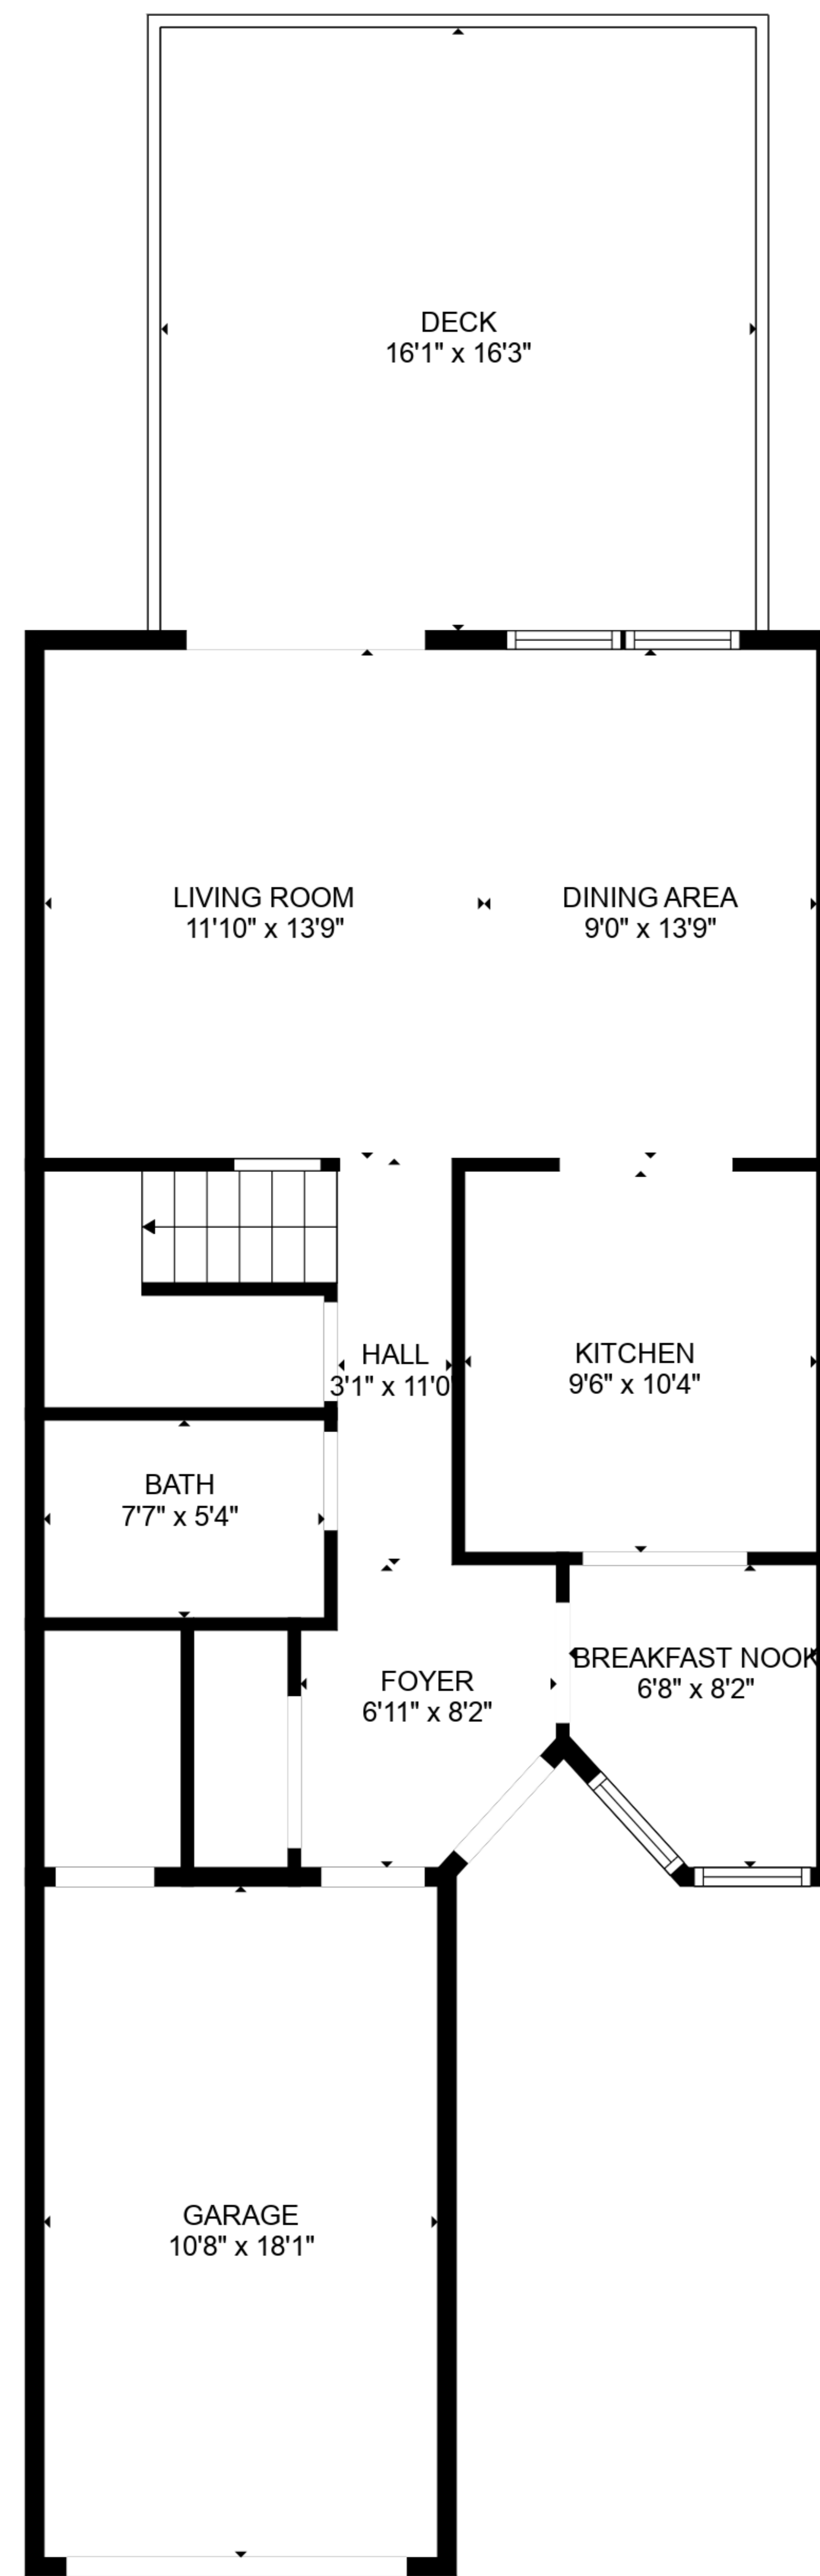 DECK
16'1" x 16'3"
LIVING ROOM
11'10" x 13'9"
DINING AREA
9'0" x 13'9"
HALL
3'1" x 11'0
KITCHEN
9'6" x 10'4"
BATH
7'7" x 5'4"
BREAKFAST NOOK
6'8" x 8'2"
FOYER
6'11" x 8'2"
GARAGE
10'8" x 18'1"